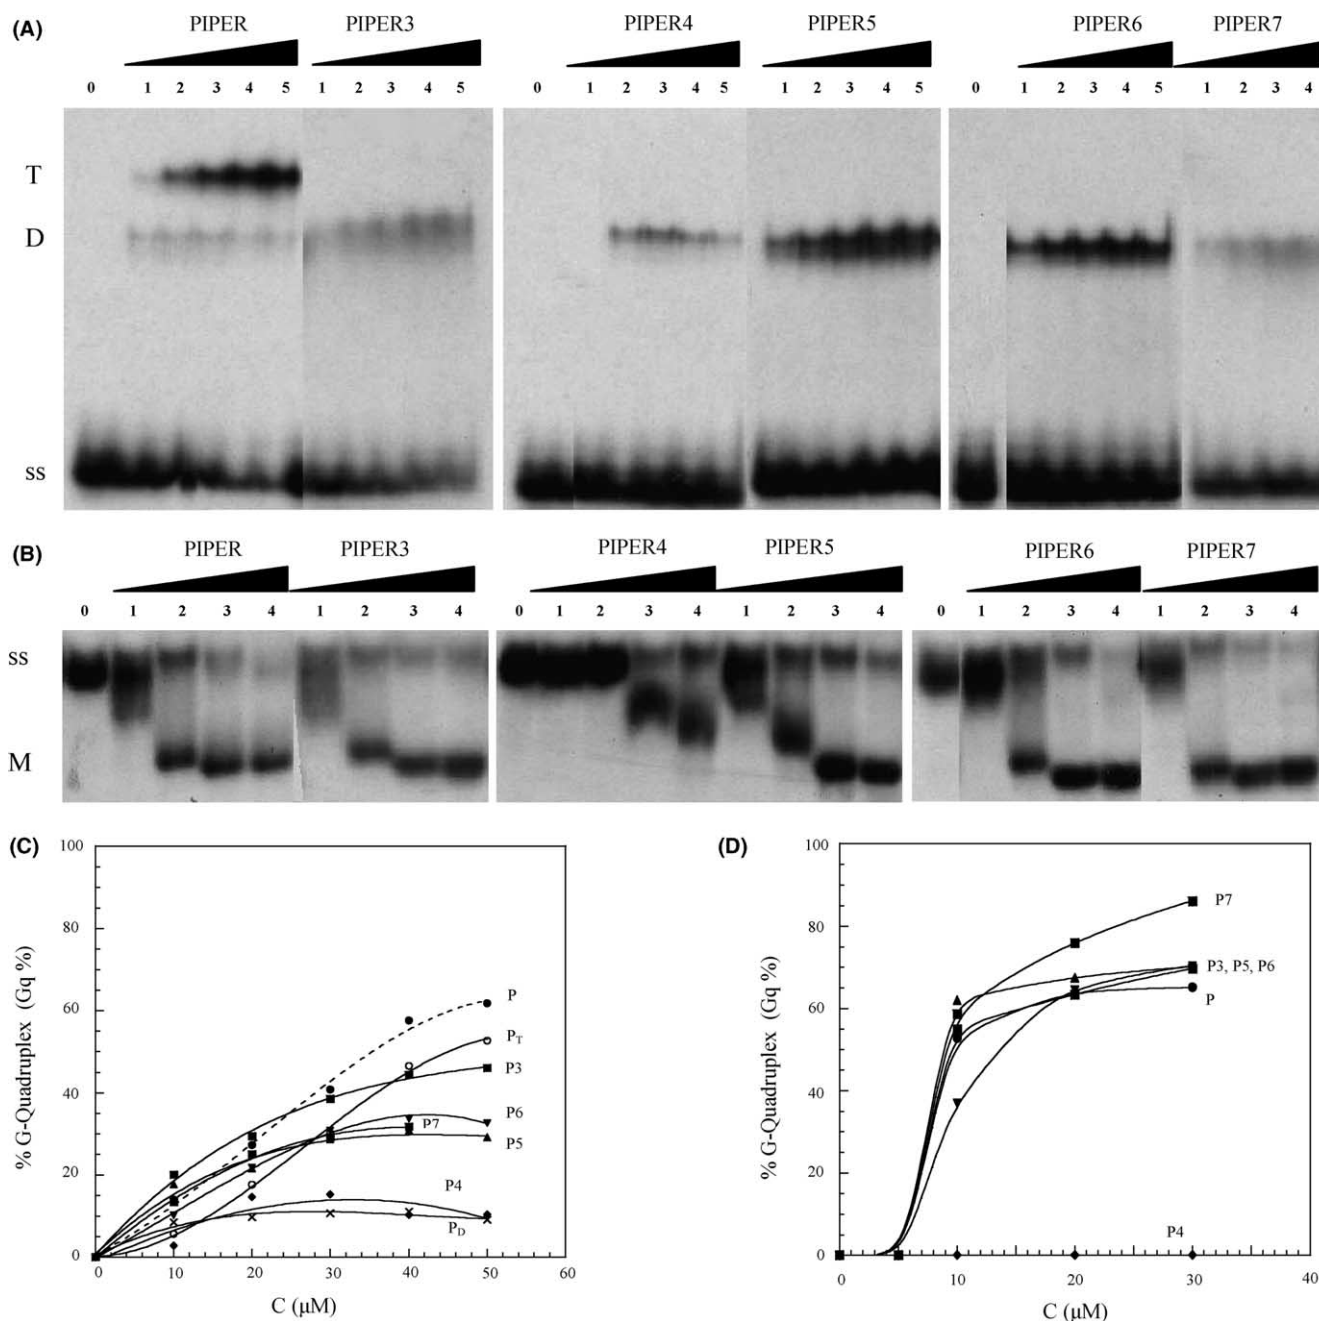 (A)
PIPER PIPER3 PIPER4 PIPER5 PIPER6 PIPER7
0 1 2 3 4 5 1 2 3 4 5 0 1 2 3 4 5 1 2 3 4 5 0 1 2 3 4 5 1 2 3 4
T
D
ss
(B)
PIPER PIPER3 PIPER4 PIPER5 PIPER6 PIPER7
0 1 2 3 4 1 2 3 4 0 1 2 3 4 1 2 3 4 0 1 2 3 4 1 2 3 4
ss
M
(C)
% G-Quadruplex (Gq %)
100
80
60
40
20
0
P
PT
P3
P6
P7
P5
P4
PD
0 10 20 30 40 50 60
C (μM)
(D)
% G-Quadruplex (Gq %)
100
80
60
40
20
0
P7
P3, P5, P6
P
P4
0 10 20 30 40
C (μM)